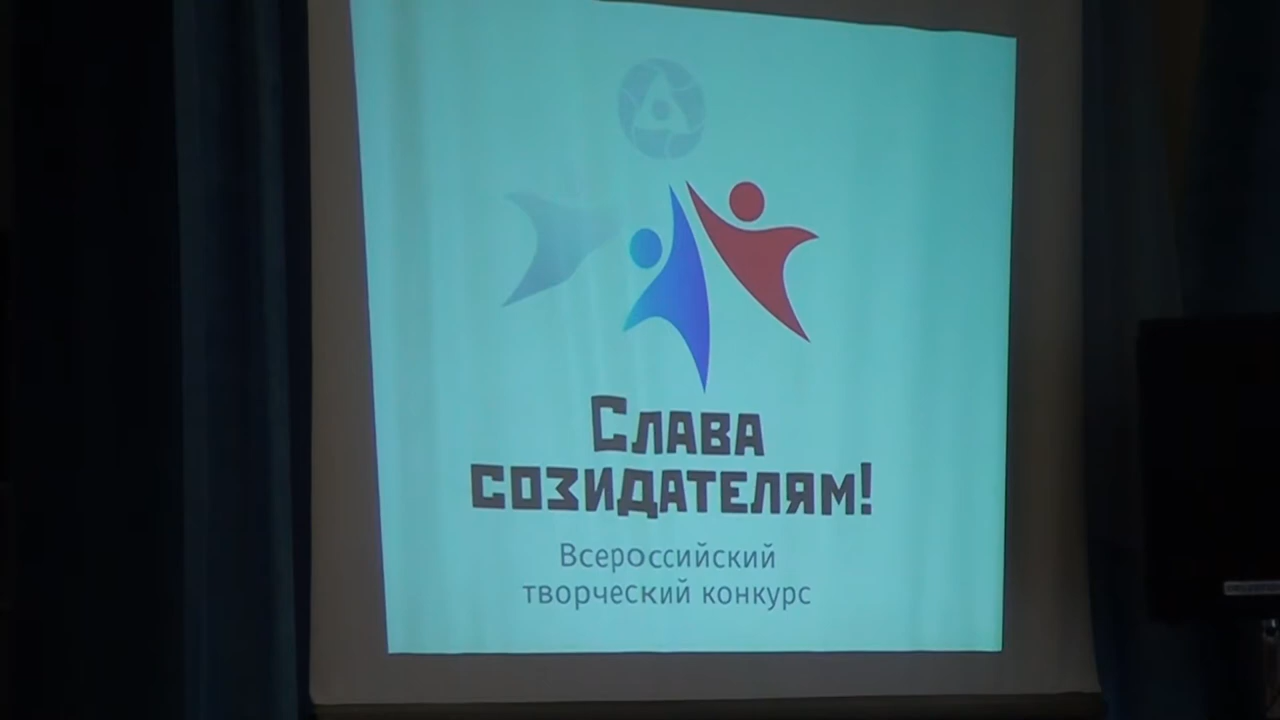 Слава
созидателям!
Всероссийский
творческий конкурс